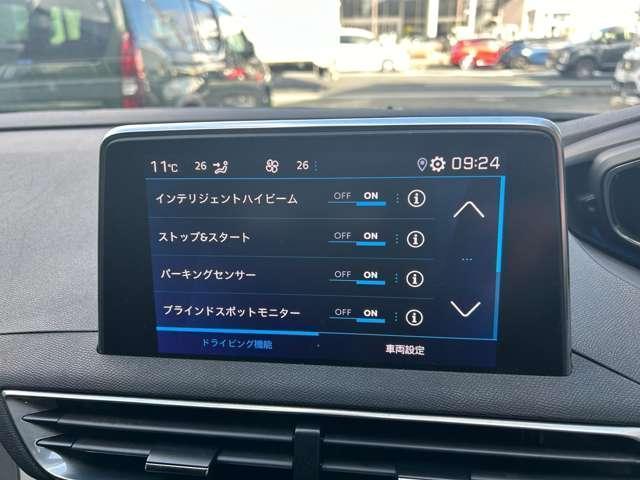 11℃ 26 26 09:24
インテリジェントハイビーム OFF ON
ストップ&スタート OFF ON
パーキングセンサー OFF ON
ブラインドスポットモニター OFF ON
ドライビング機能 車両設定